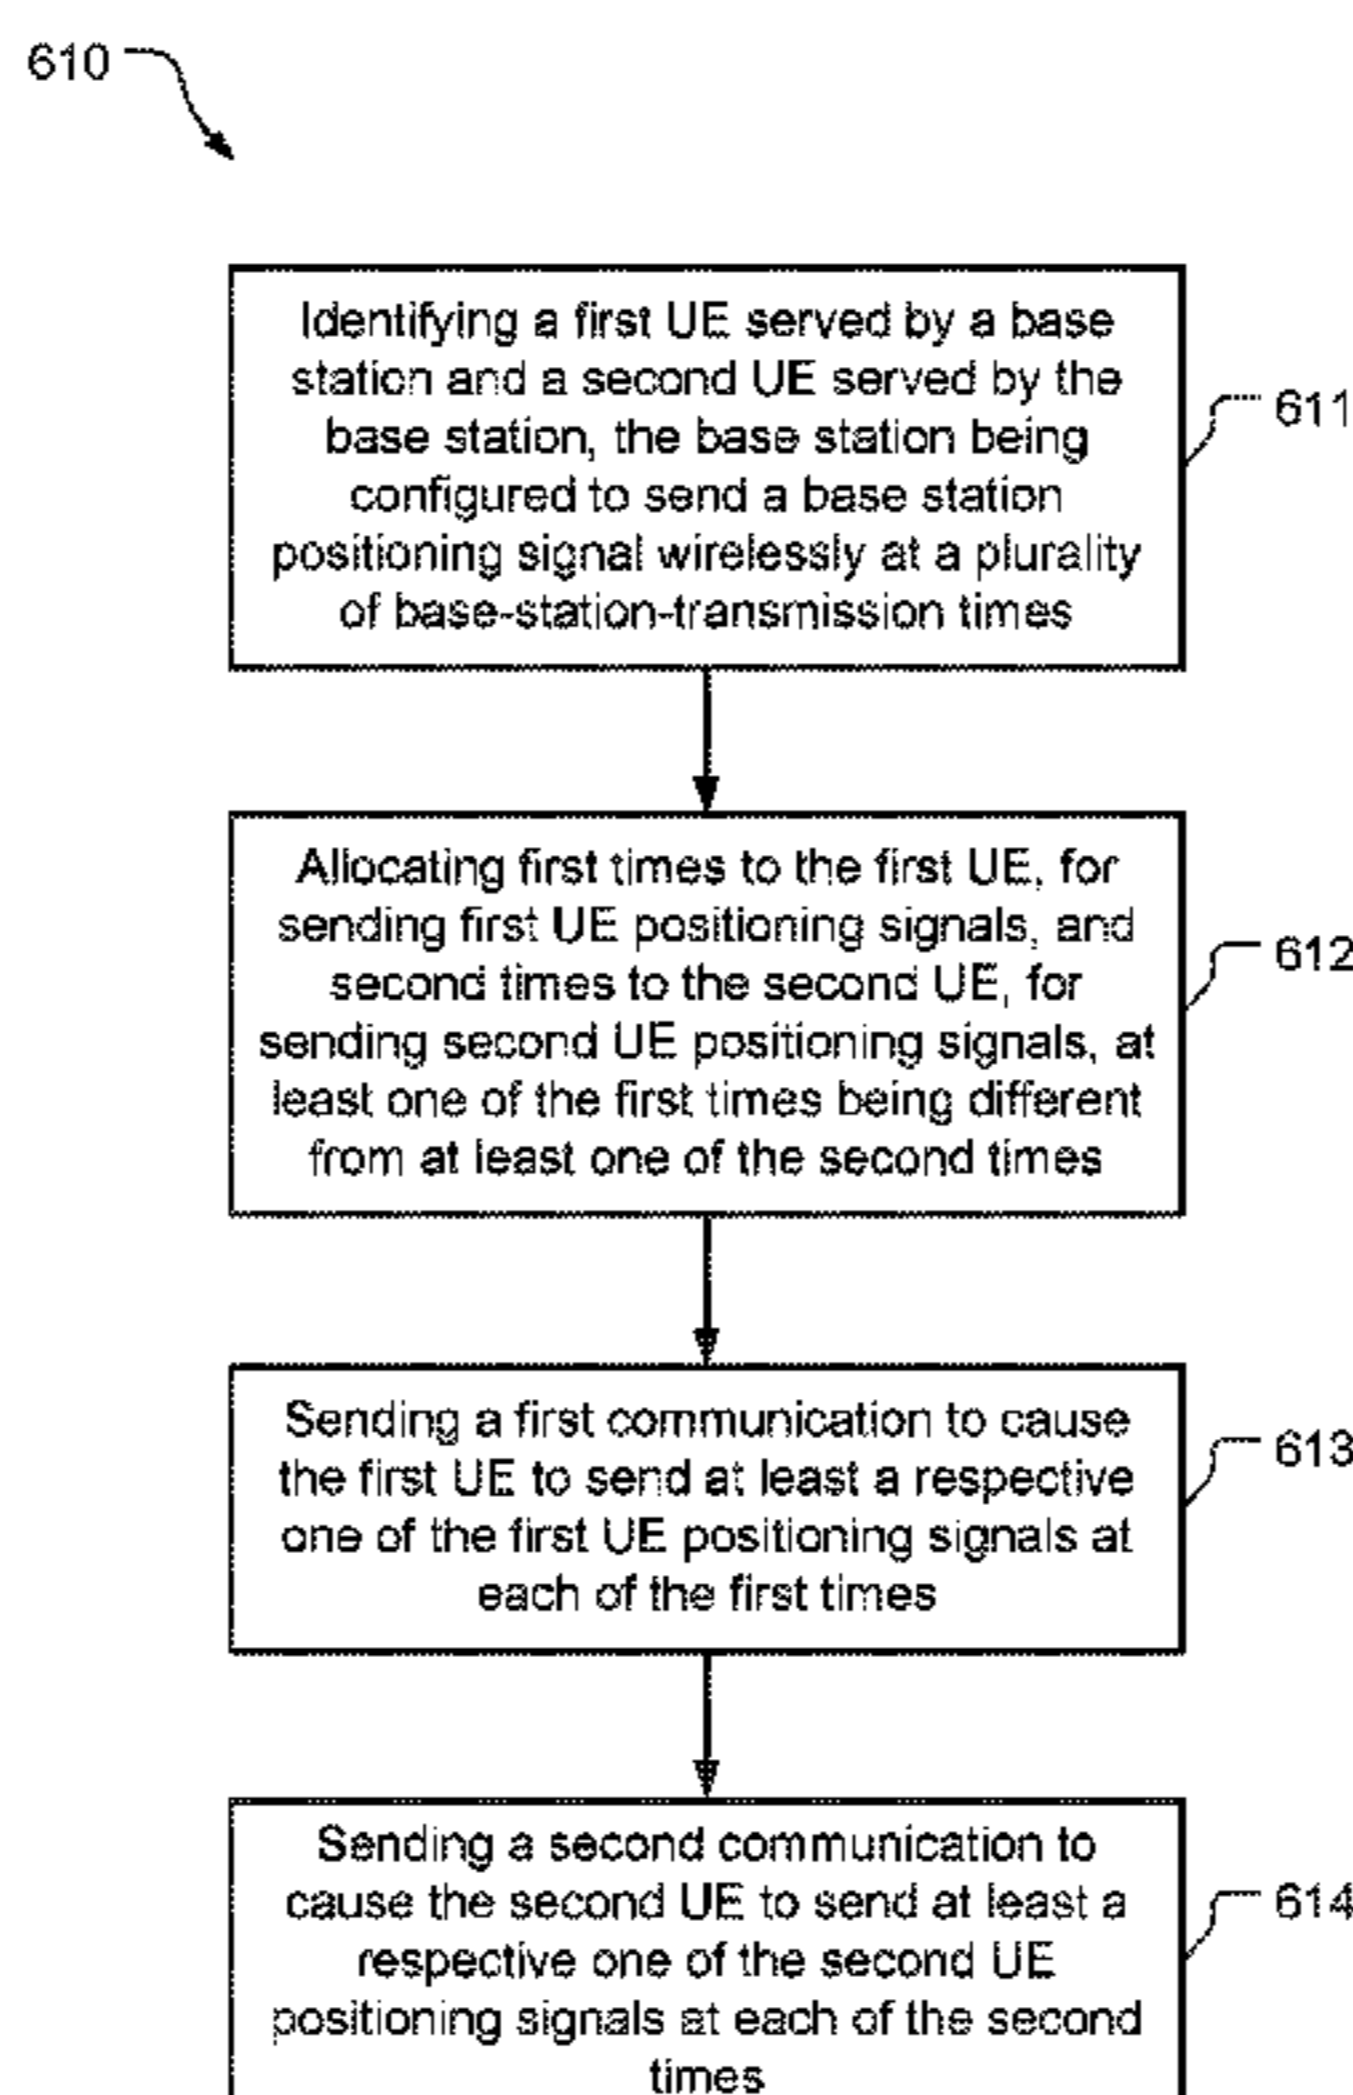 610
Identifying a first UE served by a base
station and a second UE served by the
base station, the base station being
configured to send a base station
positioning signal wirelessly at a plurality
of base-station-transmission times
611
Allocating first times to the first UE, for
sending first UE positioning signals, and
second times to the second UE, for
sending second UE positioning signals, at
least one of the first times being different
from at least one of the second times
612
Sending a first communication to cause
the first UE to send at least a respective
one of the first UE positioning signals at
each of the first times
613
Sending a second communication to
cause the second UE to send at least a
respective one of the second UE
positioning signals at each of the second
times
614